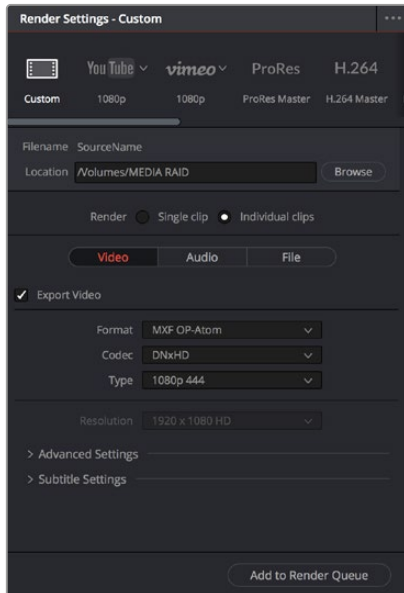 Render Settings - Custom
YouTube vimeo ProRes H.264
Custom 1080p 1080p ProRes Master H.264 Master
Filename SourceName
Location /Volumes/MEDIA RAID Browse
Render Single clip Individual clips
Video Audio File
Export Video
Format MXF OP-Atom
Codec DNxHD
Type 1080p 444
Resolution 1920 x 1080 HD
> Advanced Settings
> Subtitle Settings
Add to Render Queue